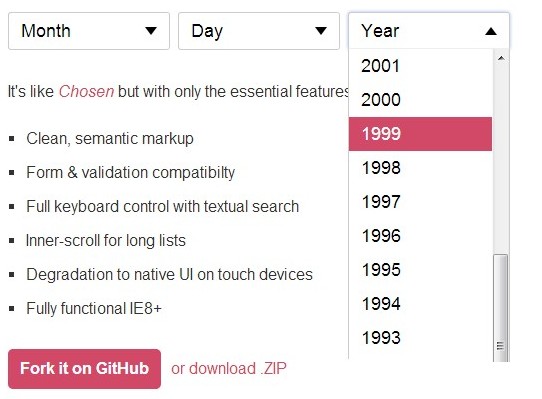 Month Day Year
2001
2000
1999
1998
1997
1996
1995
1994
1993
It's like Chosen but with only the essential features
Clean, semantic markup
Form & validation compatibilty
Full keyboard control with textual search
Inner-scroll for long lists
Degradation to native UI on touch devices
Fully functional IE8+
Fork it on GitHub or download .ZIP